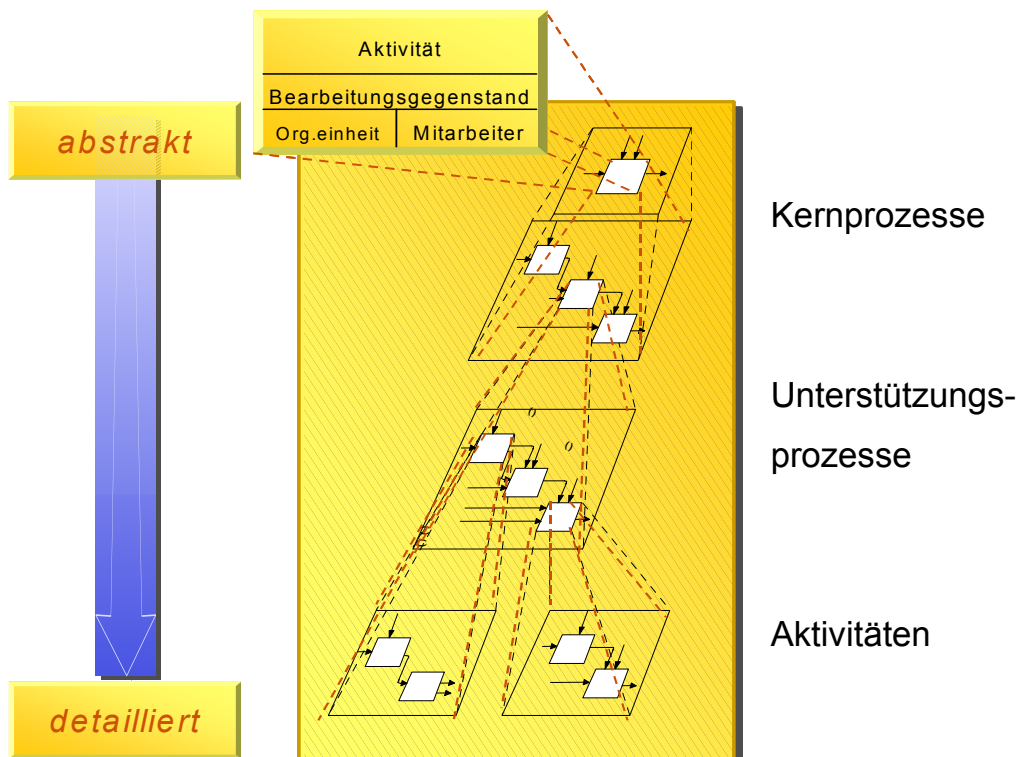 Aktivität
Bearbeitungsgegenstand
Org.einheit Mitarbeiter
abstrakt
Kernprozesse
Unterstützungs-
prozesse
Aktivitäten
detailliert